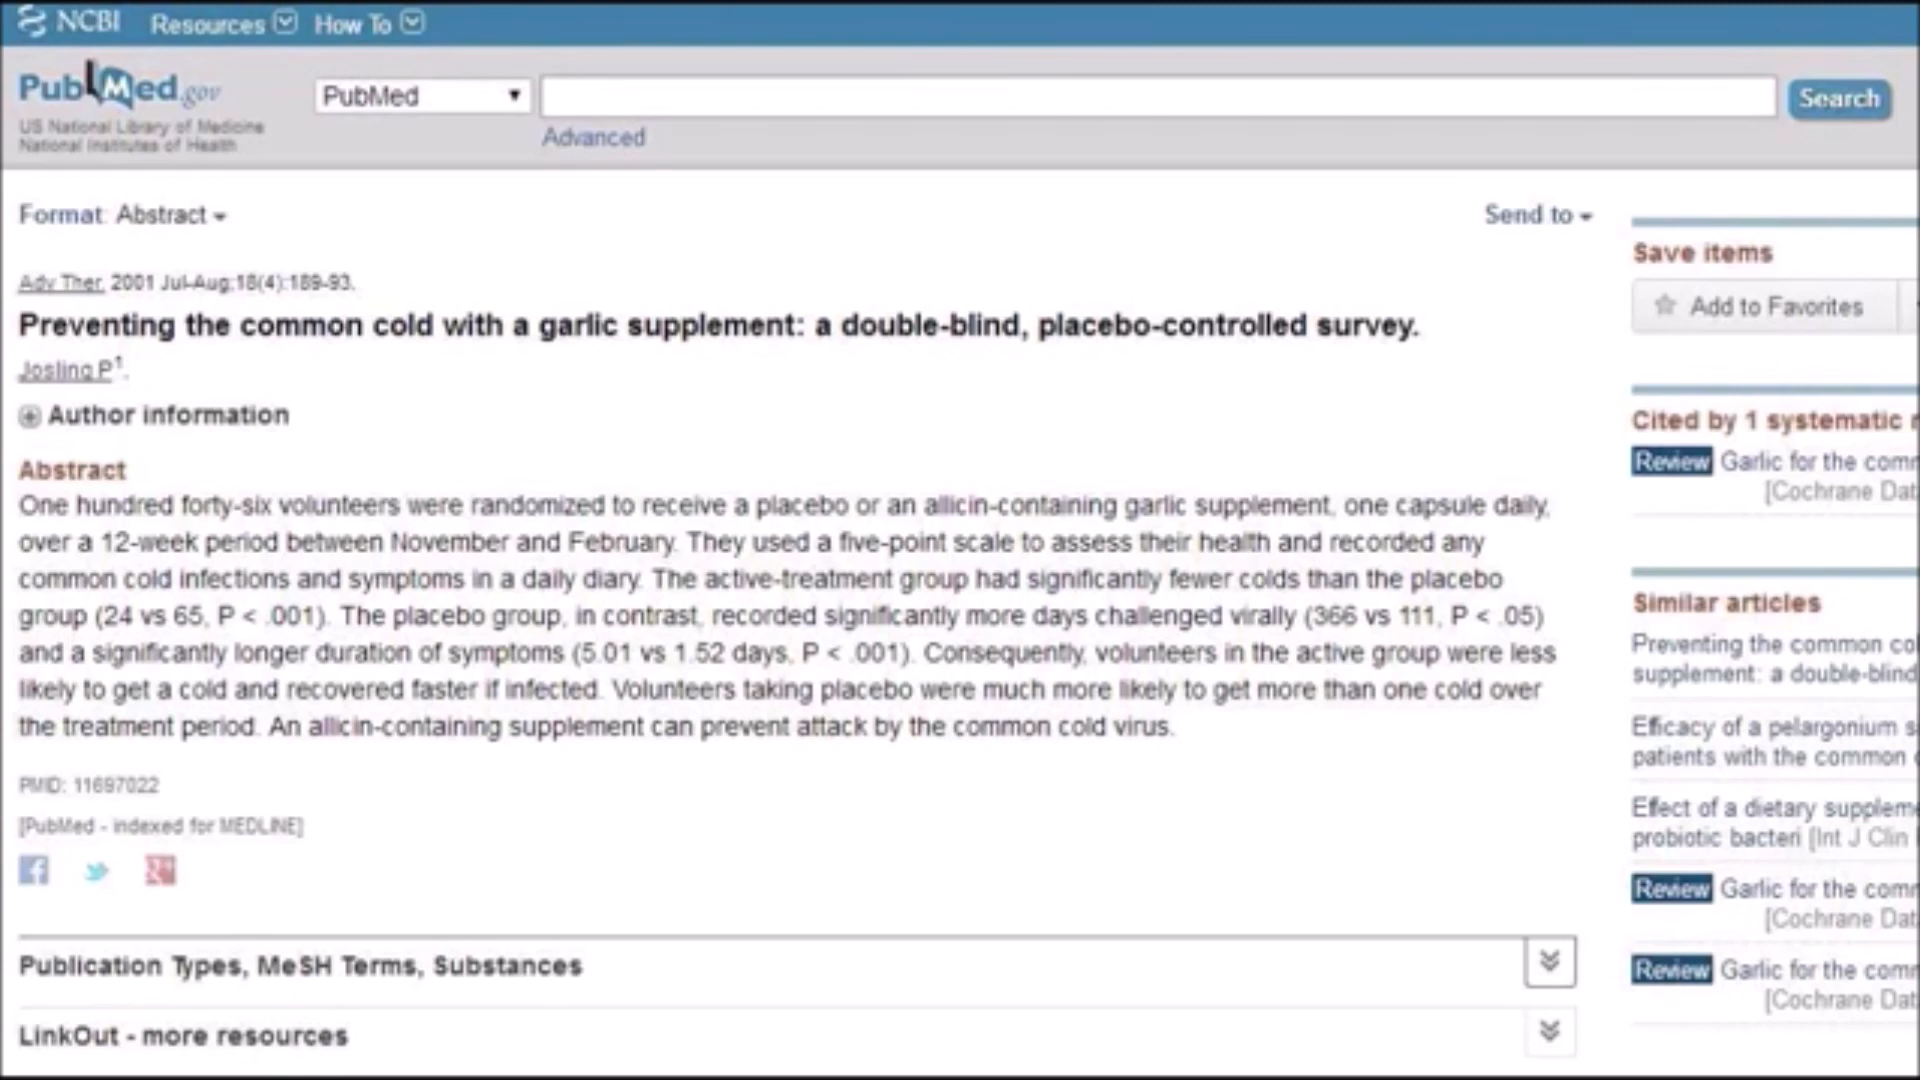 NCBI Resources How To
PubMed.gov
US National Library of Medicine
National Institutes of Health
PubMed
Search
Advanced
Format: Abstract
Send to
Adv Ther. 2001 Jul-Aug;18(4):189-93.
Preventing the common cold with a garlic supplement: a double-blind, placebo-controlled survey.
Josling P1.
Author information
Abstract
One hundred forty-six volunteers were randomized to receive a placebo or an allicin-containing garlic supplement, one capsule daily,
over a 12-week period between November and February. They used a five-point scale to assess their health and recorded any
common cold infections and symptoms in a daily diary. The active-treatment group had significantly fewer colds than the placebo
group (24 vs 65, P < .001). The placebo group, in contrast, recorded significantly more days challenged virally (366 vs 111, P < .05)
and a significantly longer duration of symptoms (5.01 vs 1.52 days, P < .001). Consequently, volunteers in the active group were less
likely to get a cold and recovered faster if infected. Volunteers taking placebo were much more likely to get more than one cold over
the treatment period. An allicin-containing supplement can prevent attack by the common cold virus.
PMID: 11697022
[PubMed - indexed for MEDLINE]
Publication Types, MeSH Terms, Substances
LinkOut - more resources
Save items
Add to Favorites
Cited by 1 systematic r
Review Garlic for the comm
[Cochrane Dat
Similar articles
Preventing the common col
supplement: a double-blind
Efficacy of a pelargonium s
patients with the common c
Effect of a dietary suppleme
probiotic bacteri [Int J Clin
Review Garlic for the comm
[Cochrane Dat
Review Garlic for the comm
[Cochrane Dat